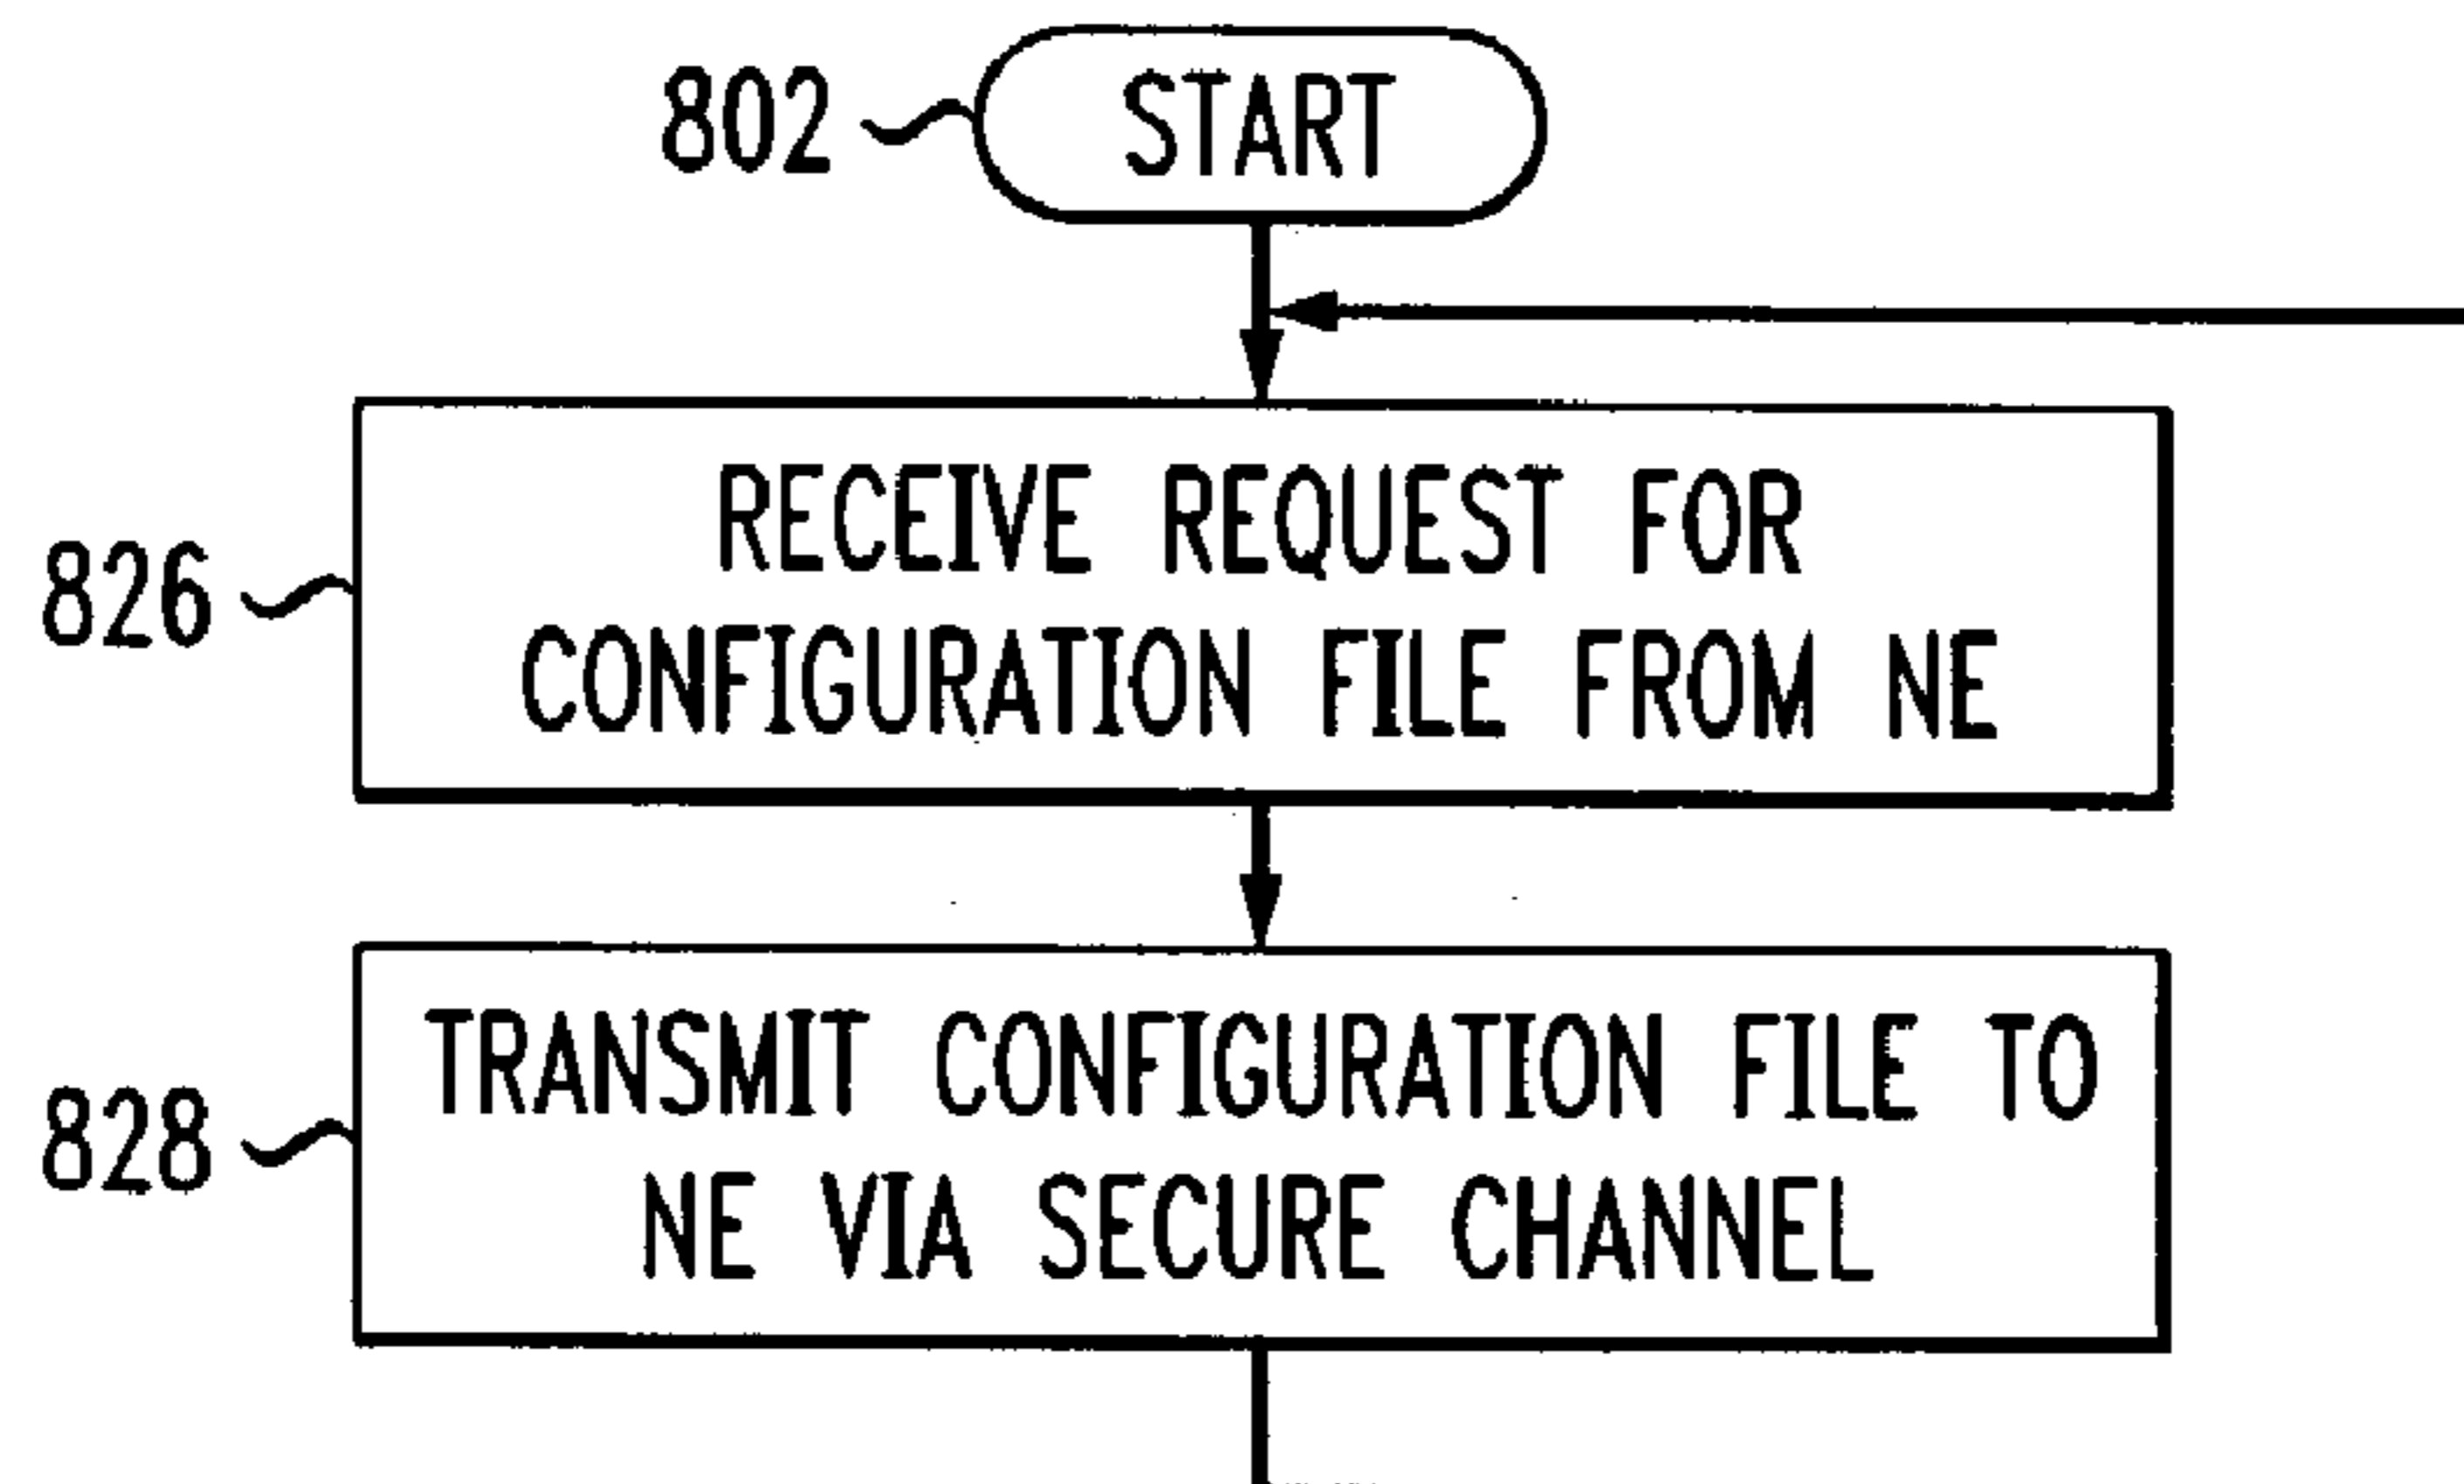 802
START
826
RECEIVE REQUEST FOR
CONFIGURATION FILE FROM NE
828
TRANSMIT CONFIGURATION FILE TO
NE VIA SECURE CHANNEL